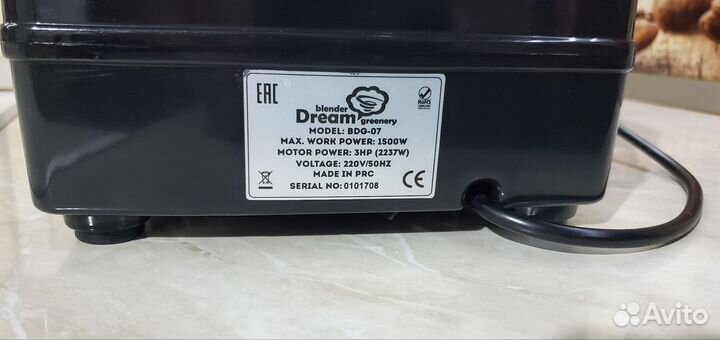 EAC
blender
Dream
greenery
RoHS
MODEL: BDG-07
MAX. WORK POWER: 1500W
MOTOR POWER: 3HP (2237W)
VOLTAGE: 220V/50HZ
MADE IN PRC
SERIAL NO: 0101708
CE
Avito